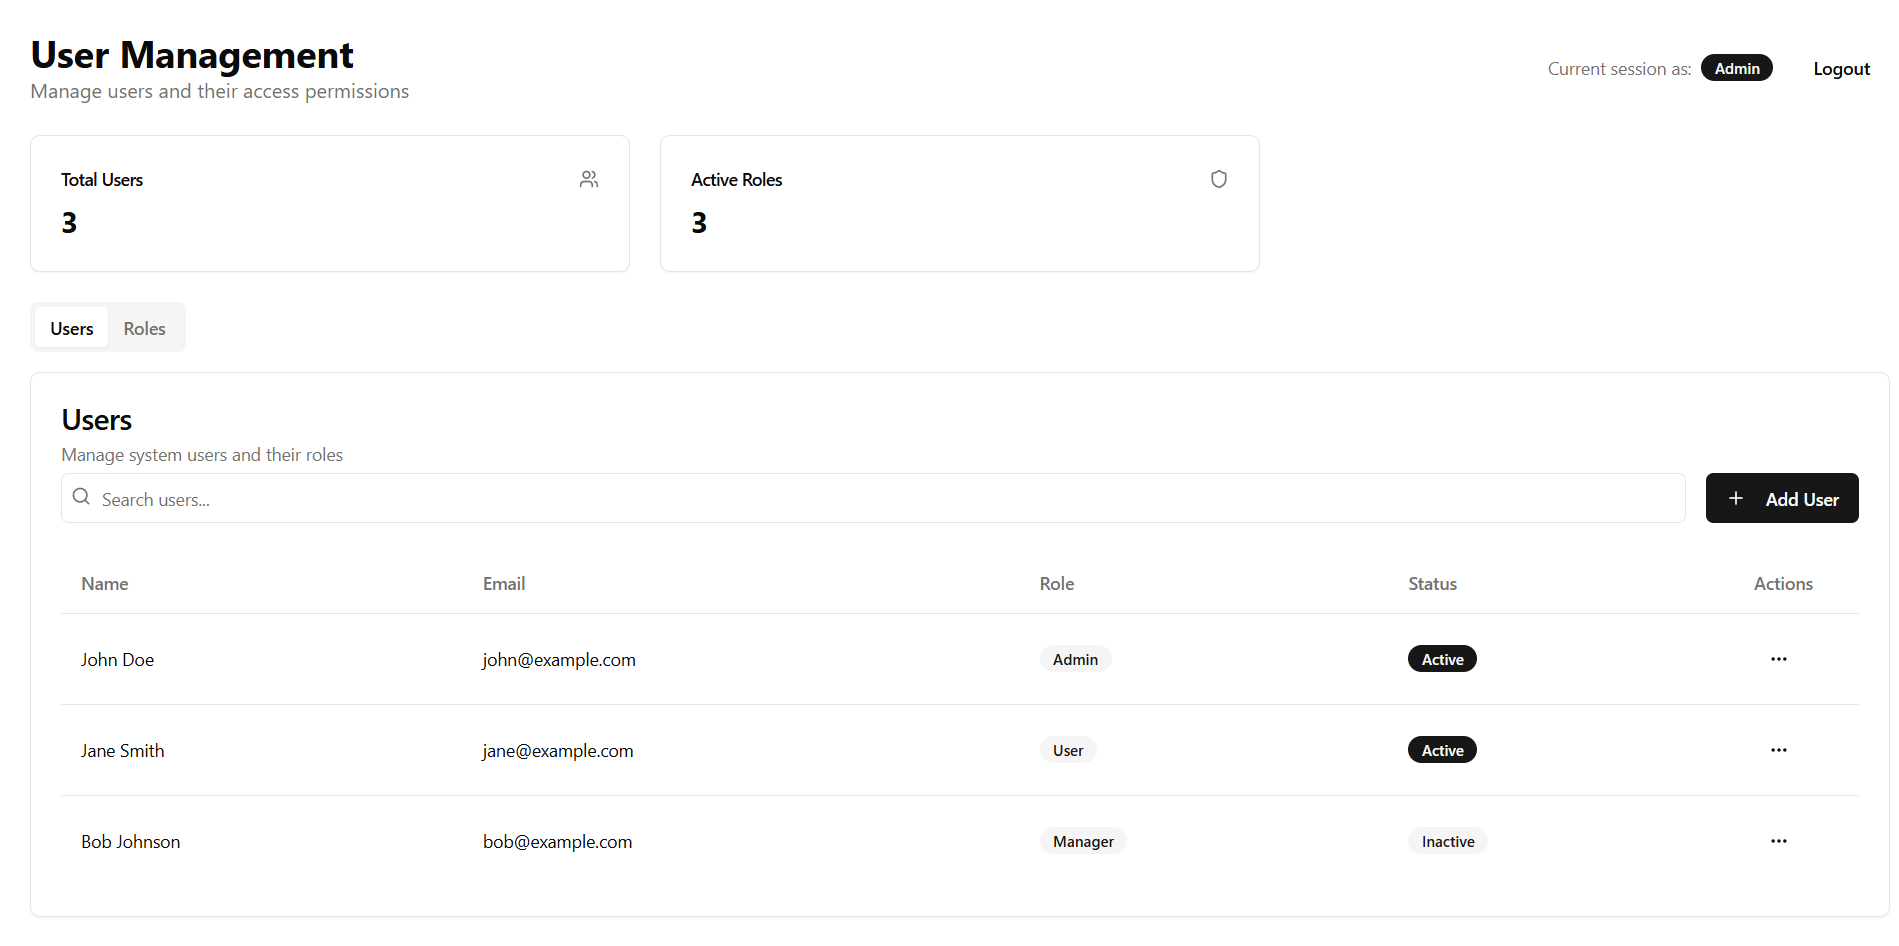 User Management
Manage users and their access permissions
Current session as: Admin Logout
Total Users
3
Active Roles
3
Users Roles
Users
Manage system users and their roles
Search users...
Add User
Name Email Role Status Actions
John Doe john@example.com Admin Active
Jane Smith jane@example.com User Active
Bob Johnson bob@example.com Manager Inactive